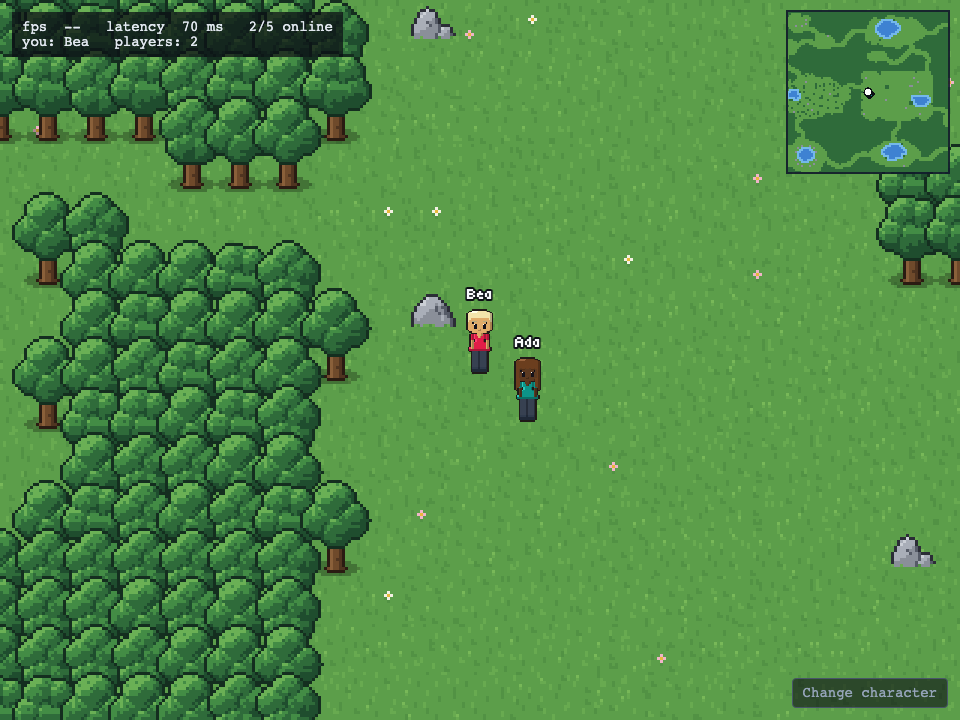 fps  --   latency  70 ms   2/5 online
you: Bea   players: 2
Bea
Ada
Change character